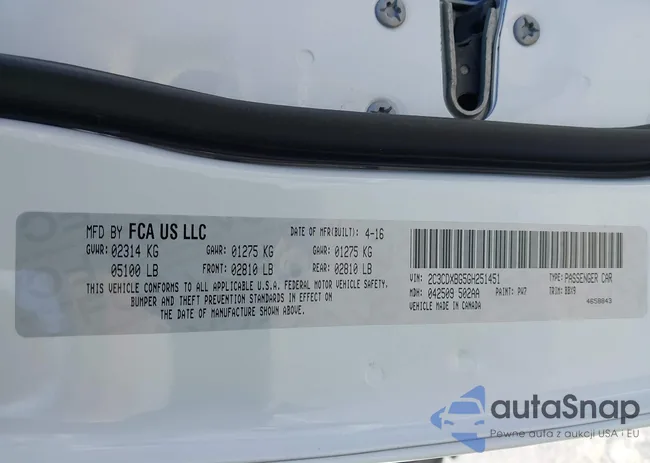 MFD BY FCA US LLC DATE OF MFR(BUILT): 4-16
GVWR: 02314 KG GAWR: 01275 KG GAWR: 01275 KG
05100 LB FRONT: 02810 LB REAR: 02810 LB
THIS VEHICLE CONFORMS TO ALL APPLICABLE U.S.A. FEDERAL MOTOR VEHICLE SAFETY,
BUMPER AND THEFT PREVENTION STANDARDS IN EFFECT ON
THE DATE OF MANUFACTURE SHOWN ABOVE.
VIN: 2C3CDXBG5GH251451 TYPE: PASSENGER CAR
MDH: 042509 502AA PAINT: PW7 TRIM: BBX9
VEHICLE MADE IN CANADA 4658843
autaSnap
Pewne auta z aukcji USA i EU